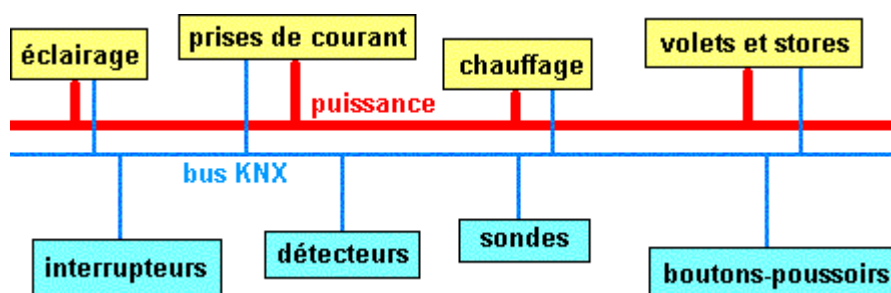 éclairage
prises de courant
chauffage
volets et stores
puissance
bus KNX
interrupteurs
détecteurs
sondes
boutons-poussoirs